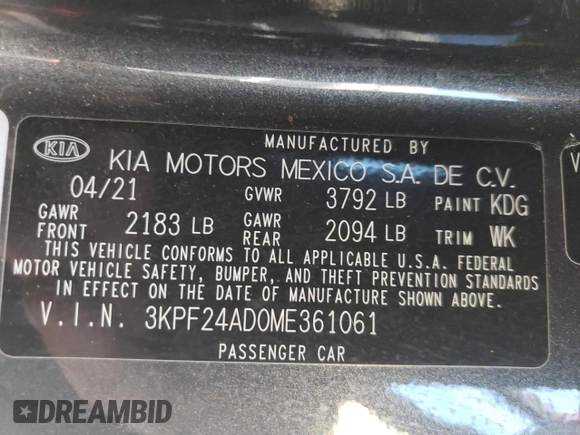 MANUFACTURED BY
KIA KIA MOTORS MEXICO S.A. DE C.V.
04/21 GVWR 3792 LB PAINT KDG
GAWR FRONT 2183 LB GAWR REAR 2094 LB TRIM WK
THIS VEHICLE CONFORMS TO ALL APPLICABLE U.S.A. FEDERAL
MOTOR VEHICLE SAFETY, BUMPER, AND THEFT PREVENTION STANDARDS
IN EFFECT ON THE DATE OF MANUFACTURE SHOWN ABOVE.
V.I.N. 3KPF24AD0ME361061
PASSENGER CAR
DREAMBID